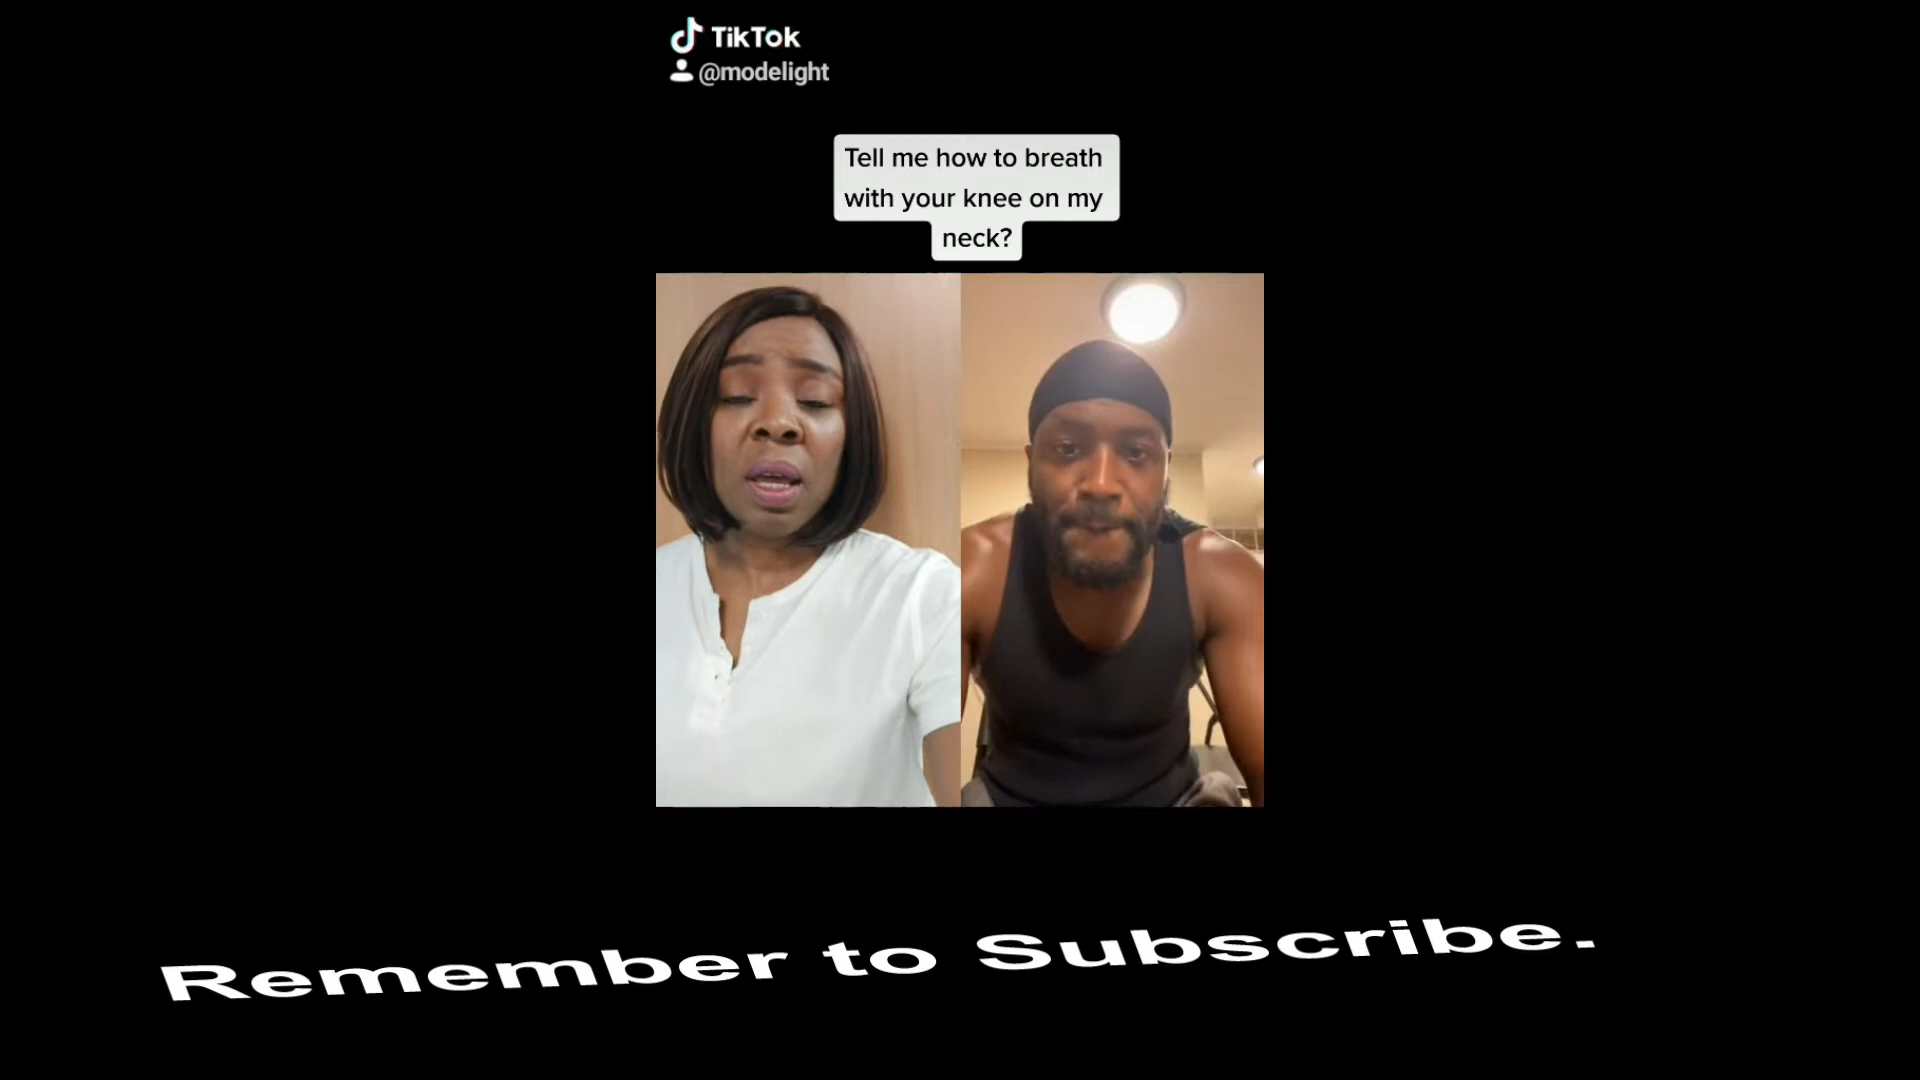 TikTok
@modelight
Tell me how to breath
with your knee on my
neck?
Remember to Subscribe.